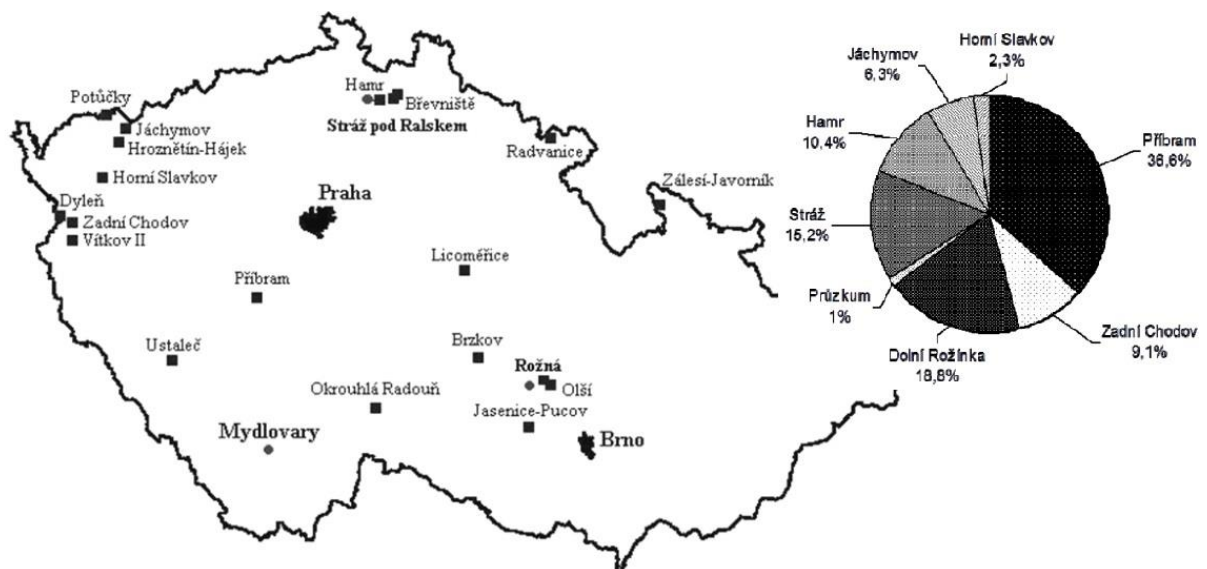 Potůčky
Jáchymov
Hroznětín-Hájek
Horní Slavkov
Dyleň
Zadní Chodov
Vítkov II
Hamr
Břevniště
Stráž pod Ralskem
Radvanice
Zálesí-Javorník
Praha
Licoměřice
Příbram
Ustaleč
Brzkov
Rožná
Olší
Okrouhlá Radouň
Jasenice-Pucov
Mydlovary
Brno
Horní Slavkov
2,3%
Jáchymov
6,3%
Hamr
10,4%
Příbram
36,6%
Stráž
15,2%
Průzkum
1%
Dolní Rožínka
18,8%
Zadní Chodov
9,1%